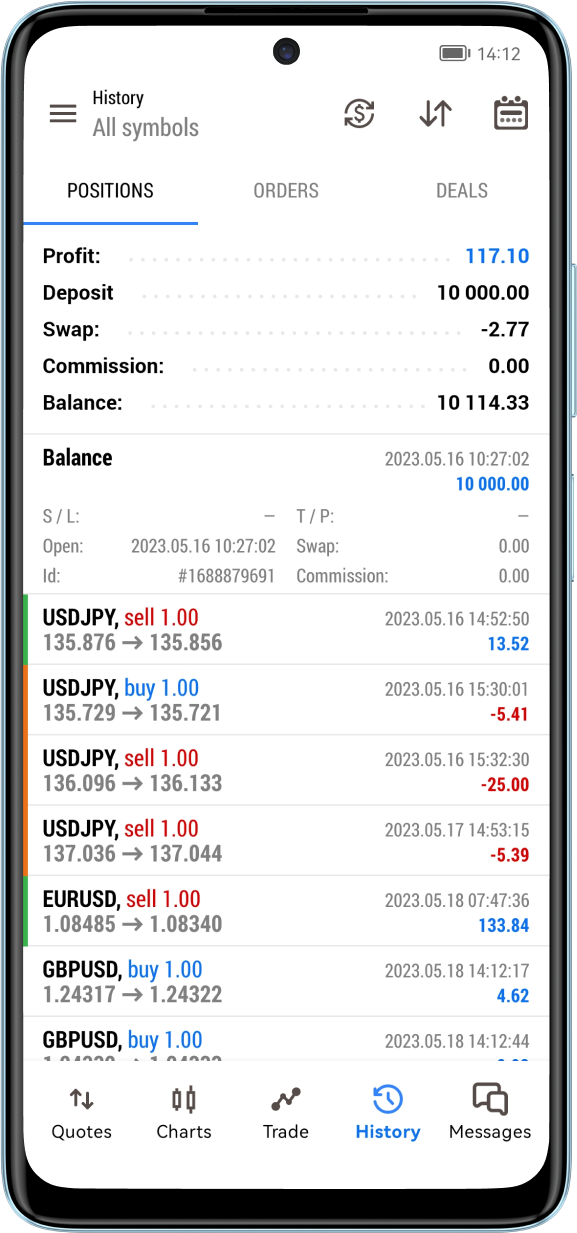 14:12
History
All symbols
POSITIONS ORDERS DEALS
Profit: 117.10
Deposit 10 000.00
Swap: -2.77
Commission: 0.00
Balance: 10 114.33
Balance 2023.05.16 10:27:02
10 000.00
S / L: – T / P: –
Open: 2023.05.16 10:27:02 Swap: 0.00
Id: #1688879691 Commission: 0.00
USDJPY, sell 1.00 2023.05.16 14:52:50
135.876 → 135.856 13.52
USDJPY, buy 1.00 2023.05.16 15:30:01
135.729 → 135.721 -5.41
USDJPY, sell 1.00 2023.05.16 15:32:30
136.096 → 136.133 -25.00
USDJPY, sell 1.00 2023.05.17 14:53:15
137.036 → 137.044 -5.39
EURUSD, sell 1.00 2023.05.18 07:47:36
1.08485 → 1.08340 133.84
GBPUSD, buy 1.00 2023.05.18 14:12:17
1.24317 → 1.24322 4.62
GBPUSD, buy 1.00 2023.05.18 14:12:44
Quotes Charts Trade History Messages